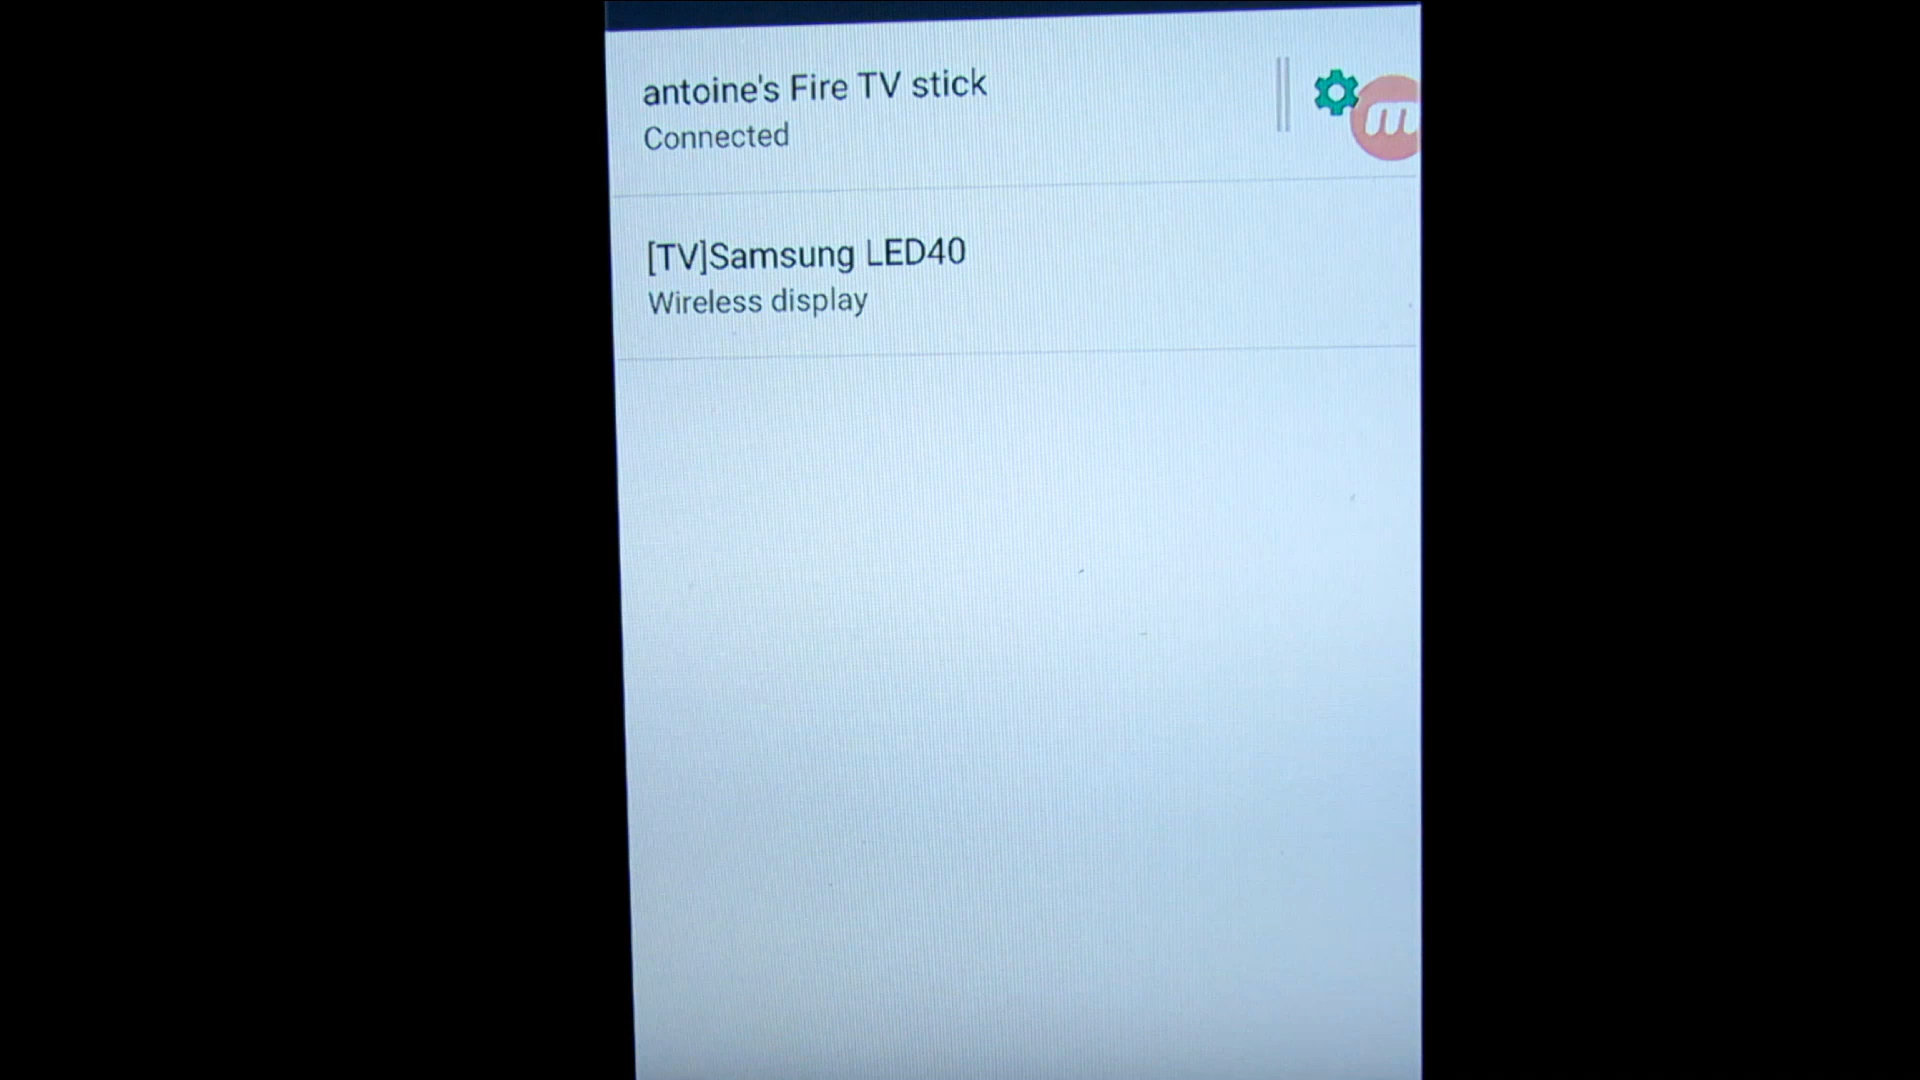 antoine's Fire TV stick
Connected
[TV]Samsung LED40
Wireless display